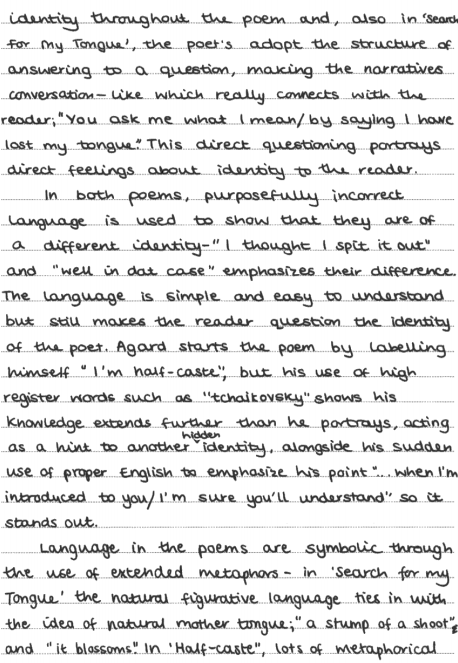 identity throughout the poem and, also in 'Search
for my Tongue', the poet's adopt the structure of
answering to a question, making the narratives
conversation-like which really connects with the
reader; "You ask me what I mean/ by saying I have
lost my tongue". This direct questioning portrays
direct feelings about identity to the reader.
In both poems, purposefully incorrect
language is used to show that they are of
a different identity- "I thought I spit it out"
and "well in dat case" emphasizes their difference.
The language is simple and easy to understand
but still makes the reader question the identity
of the poet. Agard starts the poem by labelling
himself "I'm half-caste", but his use of high
register words such as "tchaikovsky" shows his
knowledge extends further than he portrays, acting
as a hint to another hidden identity, alongside his sudden
use of proper English to emphasize his point "... when I'm
introduced to you/ I'm sure you'll understand" so it
stands out.
Language in the poems are symbolic through
the use of extended metaphors - in 'Search for my
Tongue' the natural figurative language ties in with
the idea of natural mother tongue; "a stump of a shoot",
and "it blossoms". In 'Half-caste", lots of metaphorical